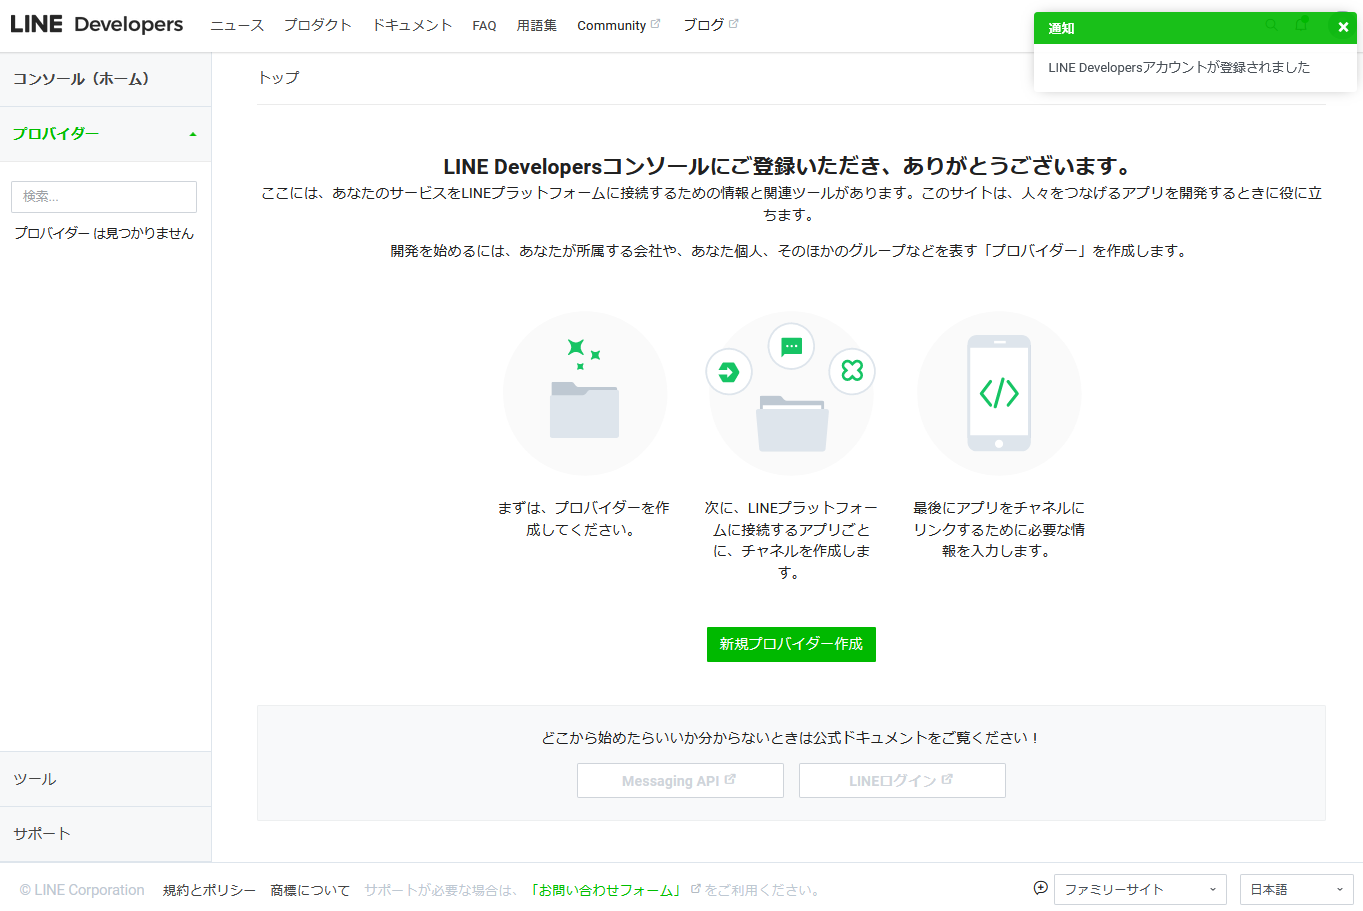 LINE Developers ニュース プロダクト ドキュメント FAQ 用語集 Community ブログ
通知
LINE Developersアカウントが登録されました
コンソール（ホーム）
プロバイダー
検索...
プロバイダー は見つかりません
ツール
サポート
トップ
LINE Developersコンソールにご登録いただき、ありがとうございます。
ここには、あなたのサービスをLINEプラットフォームに接続するための情報と関連ツールがあります。このサイトは、人々をつなげるアプリを開発するときに役に立
ちます。
開発を始めるには、あなたが所属する会社や、あなた個人、そのほかのグループなどを表す「プロバイダー」を作成します。
まずは、プロバイダーを作
成してください。
次に、LINEプラットフォー
ムに接続するアプリごと
に、チャネルを作成しま
す。
最後にアプリをチャネルに
リンクするために必要な情
報を入力します。
新規プロバイダー作成
どこから始めたらいいか分からないときは公式ドキュメントをご覧ください！
Messaging API LINEログイン
© LINE Corporation 規約とポリシー 商標について サポートが必要な場合は、「お問い合わせフォーム」 をご利用ください。 ファミリーサイト 日本語